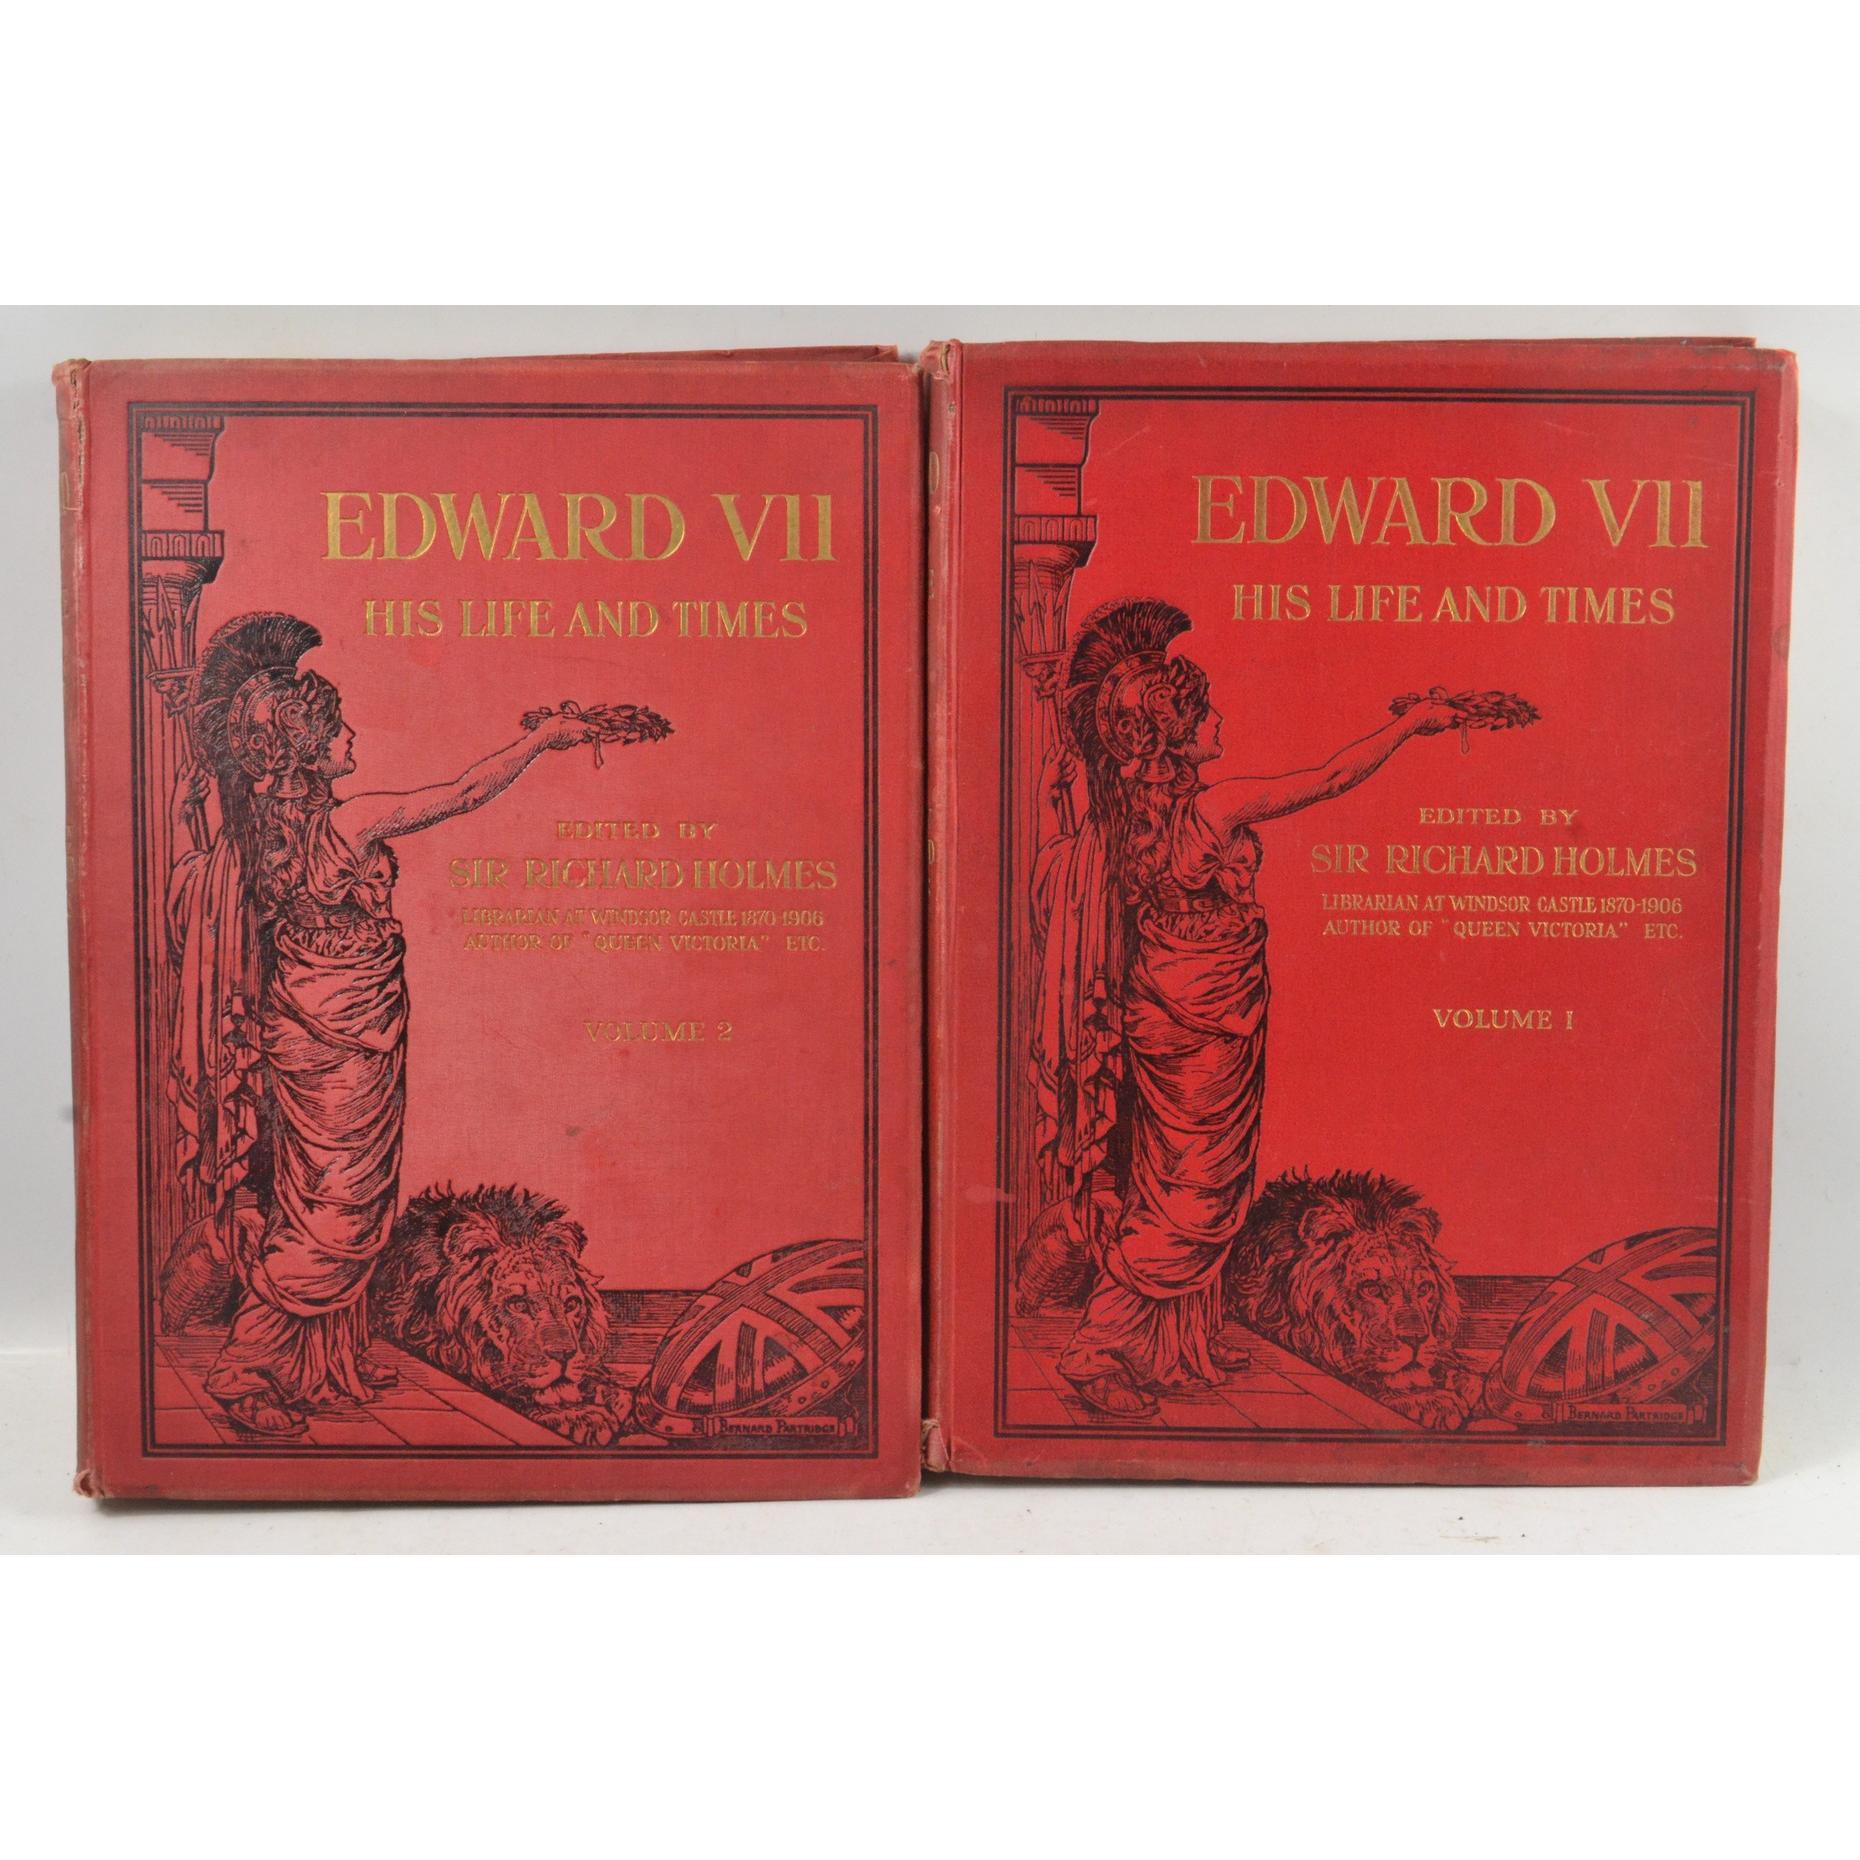 EDWARD VII
HIS LIFE AND TIMES
EDITED BY
SIR RICHARD HOLMES
LIBRARIAN AT WINDSOR CASTLE 1870-1906
AUTHOR OF "QUEEN VICTORIA" ETC.
VOLUME 2
BERNARD PARTRIDGE
EDWARD VII
HIS LIFE AND TIMES
EDITED BY
SIR RICHARD HOLMES
LIBRARIAN AT WINDSOR CASTLE 1870-1906
AUTHOR OF "QUEEN VICTORIA" ETC.
VOLUME I
BERNARD PARTRIDGE